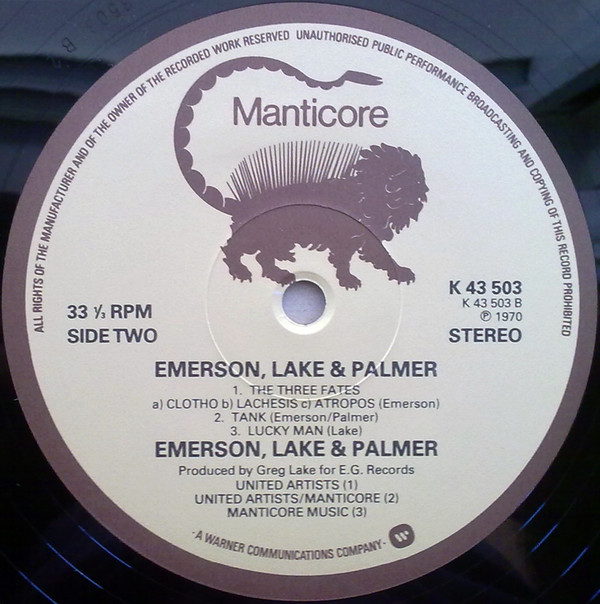 ALL RIGHTS OF THE MANUFACTURER AND OF THE OWNER OF THE RECORDED WORK RESERVED UNAUTHORISED PUBLIC PERFORMANCE BROADCASTING AND COPYING OF THIS RECORD PROHIBITED
Manticore
33 ⅓ RPM
SIDE TWO
K 43 503
K 43 503 B
℗ 1970
STEREO
EMERSON, LAKE & PALMER
1. THE THREE FATES
a) CLOTHO b) LACHESIS c) ATROPOS (Emerson)
2. TANK (Emerson/Palmer)
3. LUCKY MAN (Lake)
EMERSON, LAKE & PALMER
Produced by Greg Lake for E.G. Records
UNITED ARTISTS (1)
UNITED ARTISTS/MANTICORE (2)
MANTICORE MUSIC (3)
· A WARNER COMMUNICATIONS COMPANY ·